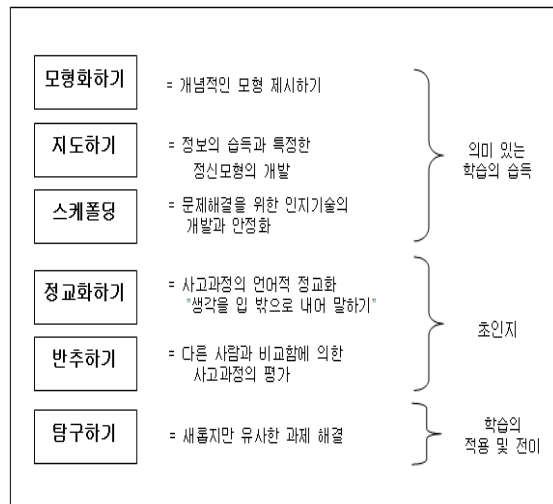 모형화하기
= 개념적인 모형 제시하기
지도하기
= 정보의 습득과 특정한
정신모형의 개발
의미 있는
학습의 습득
스케폴딩
= 문제해결을 위한 인지기술의
개발과 안정화
정교화하기
= 사고과정의 언어적 정교화
"생각을 입 밖으로 내어 말하기"
초인지
반추하기
= 다른 사람과 비교함에 의한
사고과정의 평가
탐구하기
= 새롭지만 유사한 과제 해결
학습의
적용 및 전이